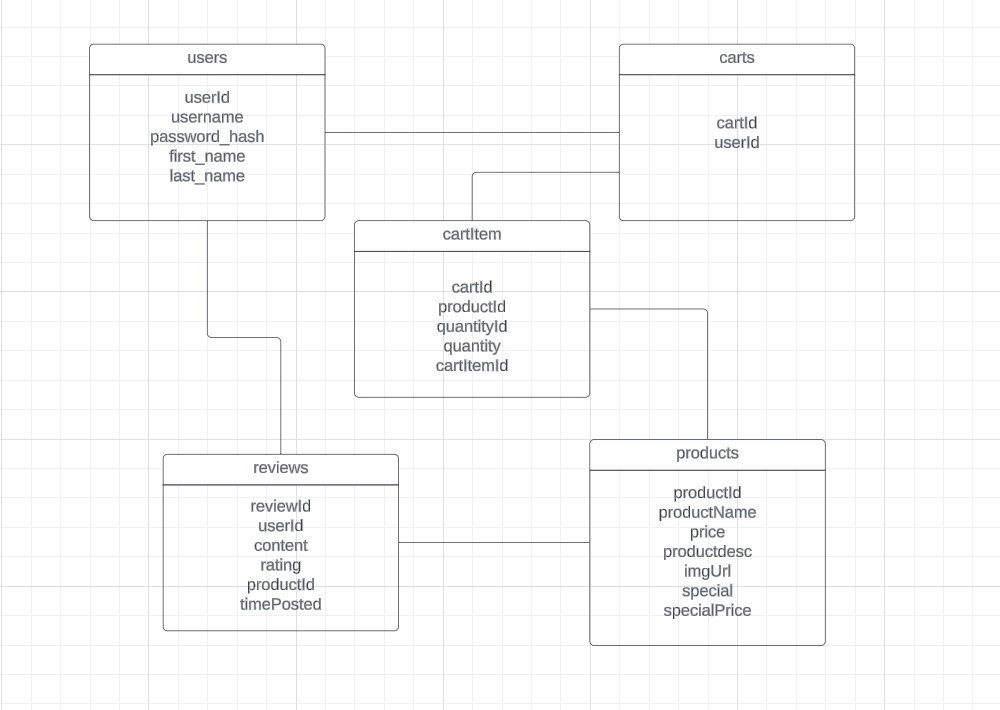 users
userId
username
password_hash
first_name
last_name
carts
cartId
userId
cartItem
cartId
productId
quantityId
quantity
cartItemId
reviews
reviewId
userId
content
rating
productId
timePosted
products
productId
productName
price
productdesc
imgUrl
special
specialPrice